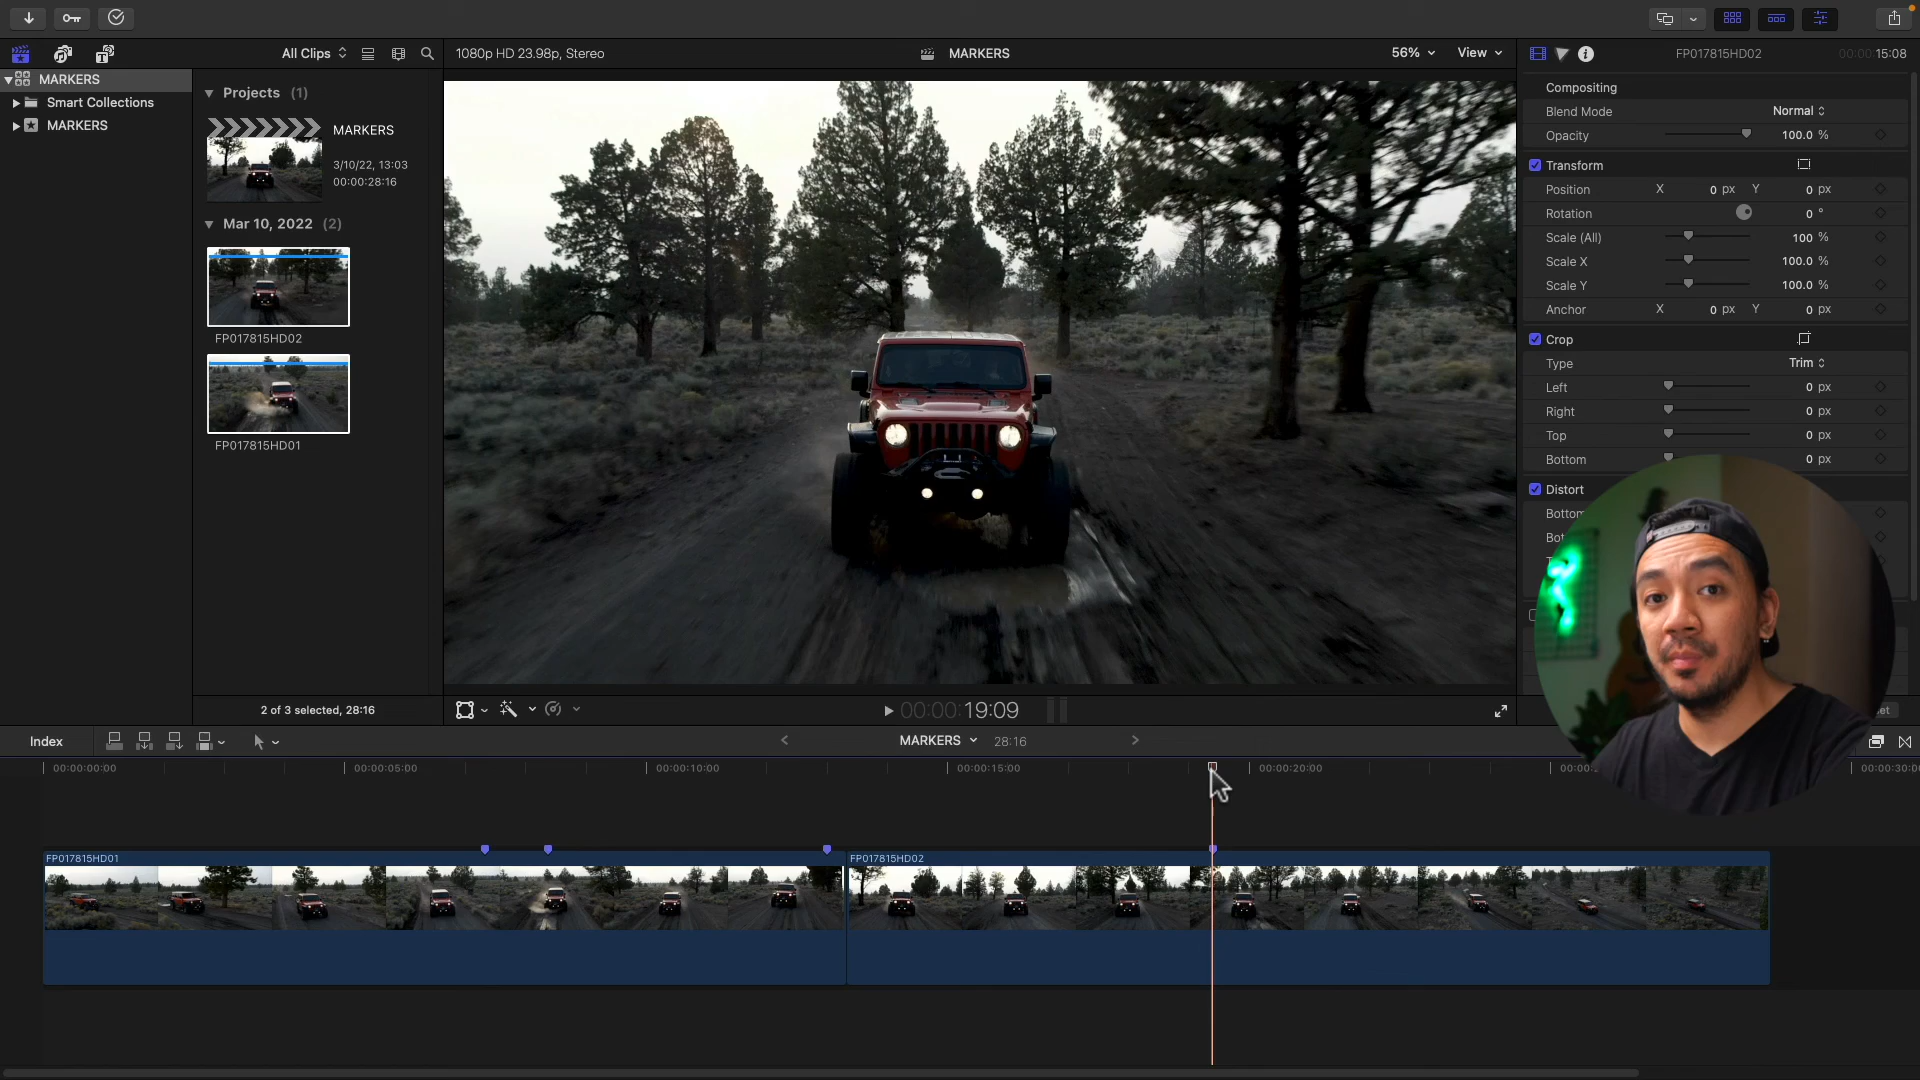 All Clips
1080p HD 23.98p, Stereo
MARKERS
56%
View
FP017815HD02
00:00:15:08
MARKERS
Smart Collections
MARKERS
Projects (1)
MARKERS
3/10/22, 13:03
00:00:28:16
Mar 10, 2022 (2)
FP017815HD02
FP017815HD01
2 of 3 selected, 28:16
00:00:19:09
Compositing
Blend Mode Normal
Opacity 100.0 %
Transform
Position X 0 px Y 0 px
Rotation 0 °
Scale (All) 100 %
Scale X 100.0 %
Scale Y 100.0 %
Anchor X 0 px Y 0 px
Crop
Type Trim
Left 0 px
Right 0 px
Top 0 px
Bottom 0 px
Distort
Index
MARKERS 28:16
00:00:00:00
00:00:05:00
00:00:10:00
00:00:15:00
00:00:20:00
FP017815HD01
FP017815HD02